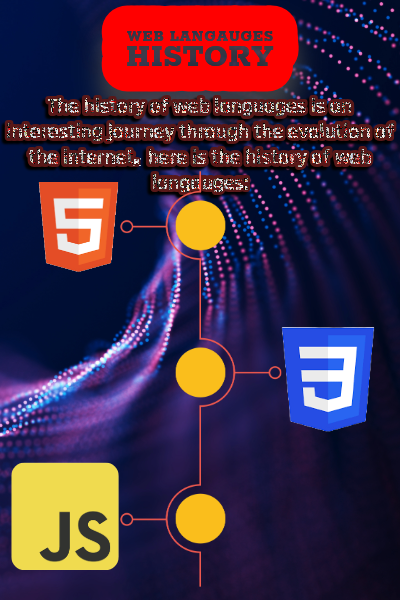 WEB LANGAUGES
HISTORY
The history of web languages is an
interesting journey through the evolution of
the internet, here is the history of web
languages:
5
3
JS